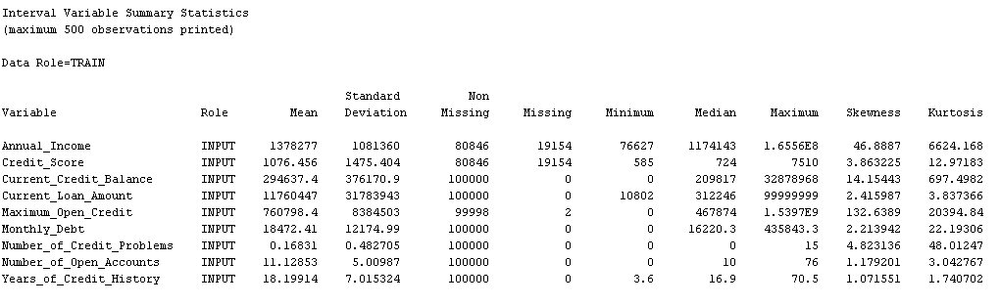 Interval Variable Summary Statistics
(maximum 500 observations printed)
Data Role=TRAIN
Standard Non
Variable Role Mean Deviation Missing Missing Minimum Median Maximum Skewness Kurtosis
Annual_Income INPUT 1378277 1081360 80846 19154 76627 1174143 1.6556E8 46.8887 6624.168
Credit_Score INPUT 1076.456 1475.404 80846 19154 585 724 7510 3.863225 12.97183
Current_Credit_Balance INPUT 294637.4 376170.9 100000 0 0 209817 32878968 14.15443 697.4982
Current_Loan_Amount INPUT 11760447 31783943 100000 0 10802 312246 99999999 2.415987 3.837366
Maximum_Open_Credit INPUT 760798.4 8384503 99998 2 0 467874 1.5397E9 132.6389 20394.84
Monthly_Debt INPUT 18472.41 12174.99 100000 0 0 16220.3 435843.3 2.213942 22.19306
Number_of_Credit_Problems INPUT 0.16831 0.482705 100000 0 0 0 15 4.823136 48.01247
Number_of_Open_Accounts INPUT 11.12853 5.00987 100000 0 0 10 76 1.179201 3.042767
Years_of_Credit_History INPUT 18.19914 7.015324 100000 0 3.6 16.9 70.5 1.071551 1.740702